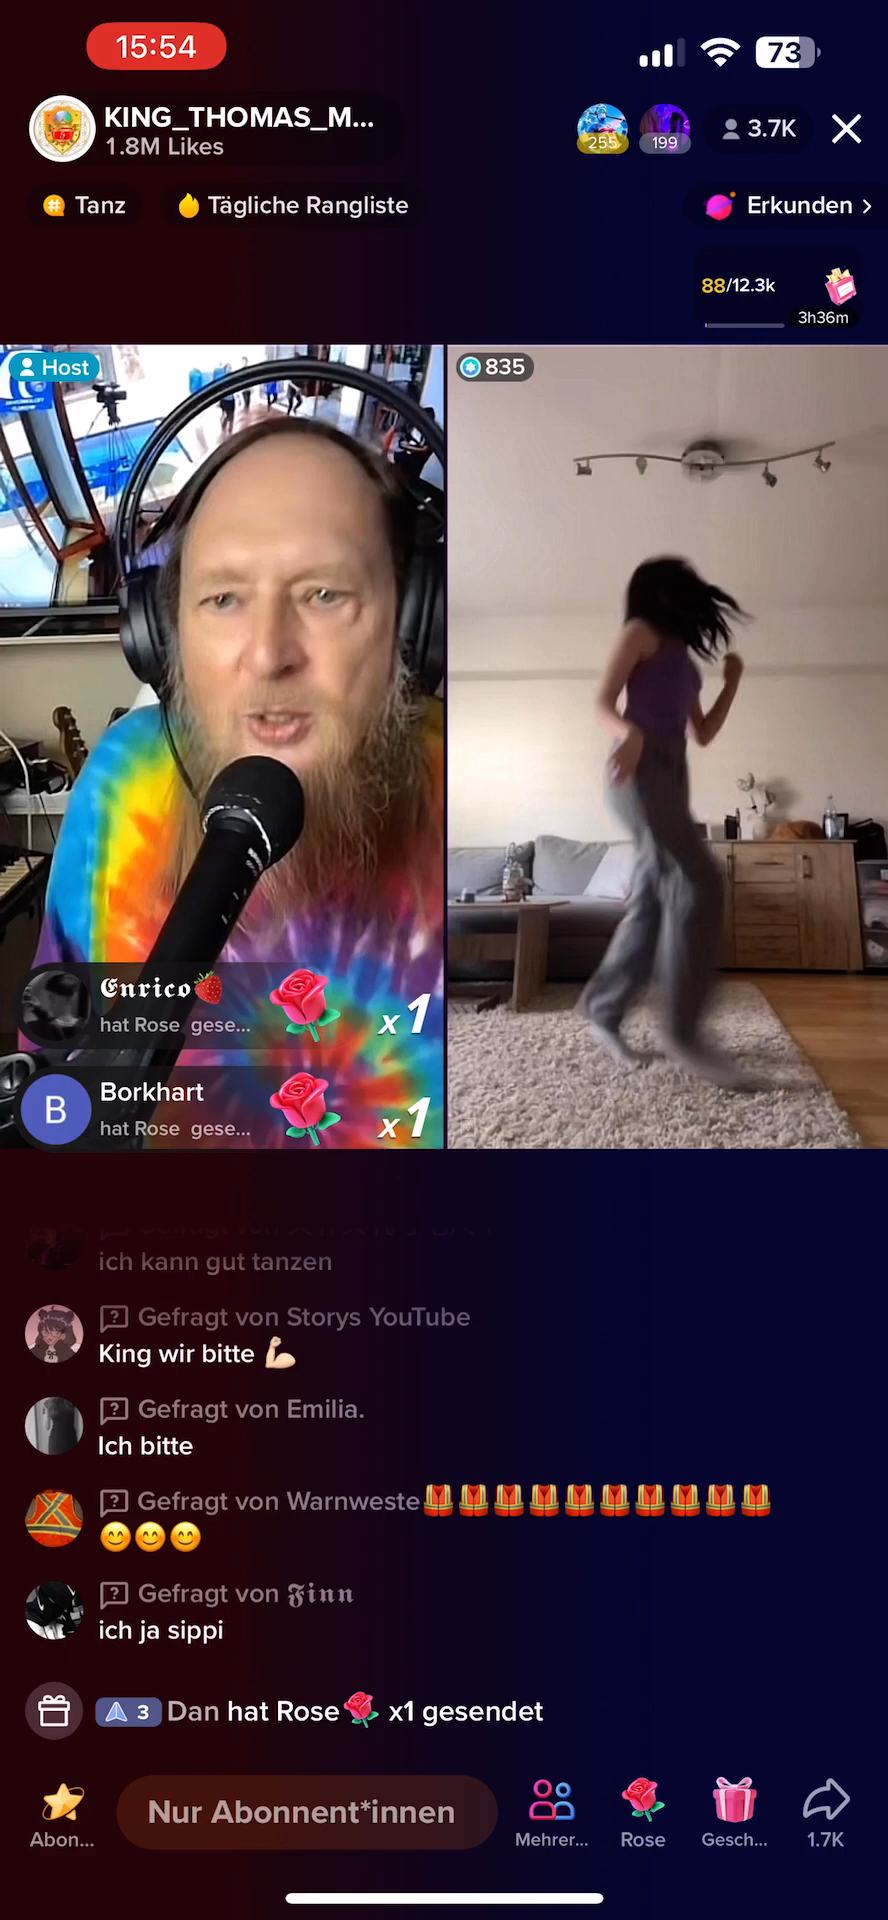 15:54
73
KING_THOMAS_M...
1.8M Likes
255
199
3.7K
Tanz
Tägliche Rangliste
Erkunden >
88/12.3k
3h36m
Host
835
𝕰𝖓𝖗𝖎𝖈𝖔🍓
hat Rose gese...
x1
B
Borkhart
hat Rose gese...
x1
ich kann gut tanzen
Gefragt von Storys YouTube
King wir bitte 💪🏻
Gefragt von Emilia.
Ich bitte
Gefragt von Warnweste🦺🦺🦺🦺🦺🦺🦺🦺🦺🦺
😊😊😊
Gefragt von 𝕱𝖎𝖓𝖓
ich ja sippi
3 Dan hat Rose🌹 x1 gesendet
Abon...
Nur Abonnent*innen
Mehrer...
Rose
Gesch...
1.7K